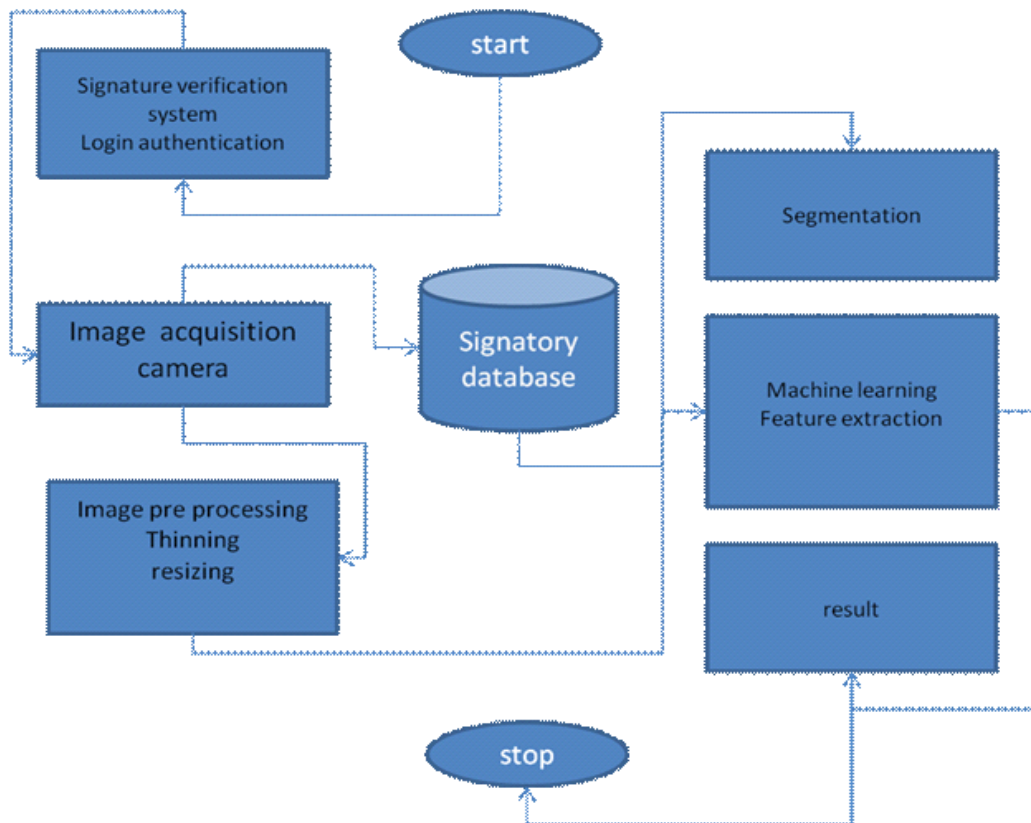 start
Signature verification
system
Login authentication
Segmentation
Image acquisition
camera
Signatory
database
Machine learning
Feature extraction
Image pre processing
Thinning
resizing
result
stop